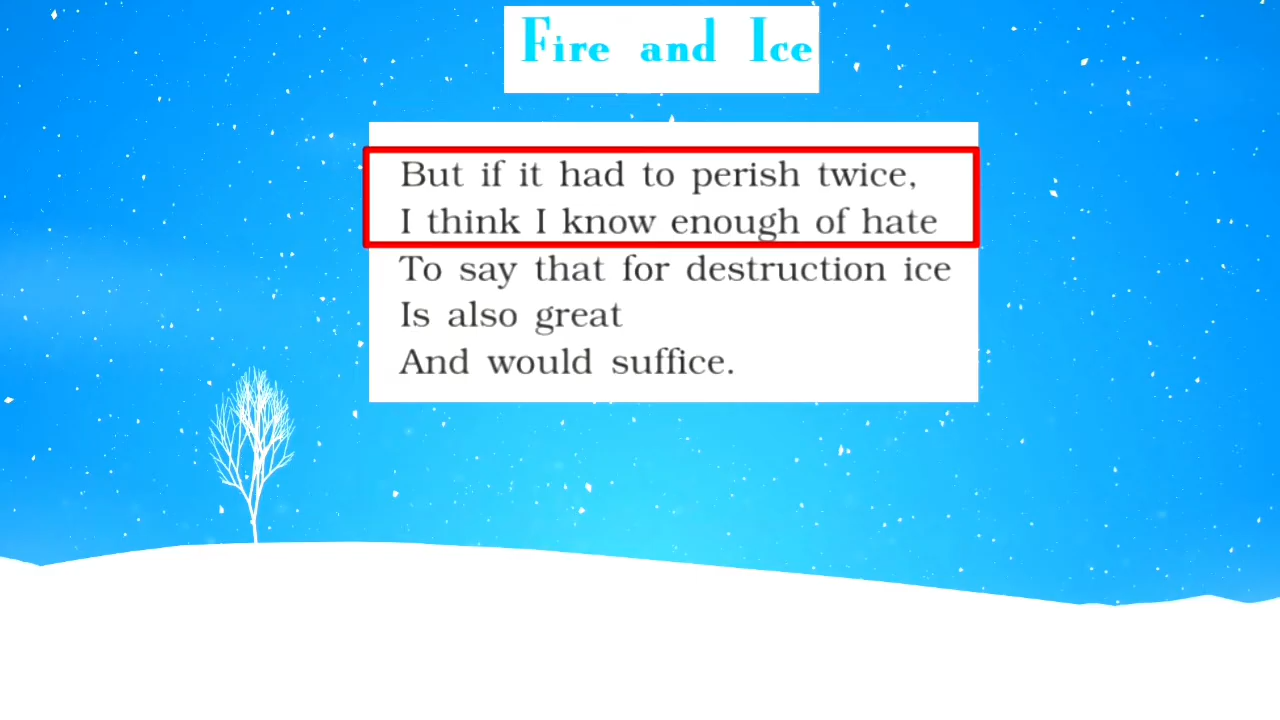 Fire and Ice
But if it had to perish twice,
I think I know enough of hate
To say that for destruction ice
Is also great
And would suffice.